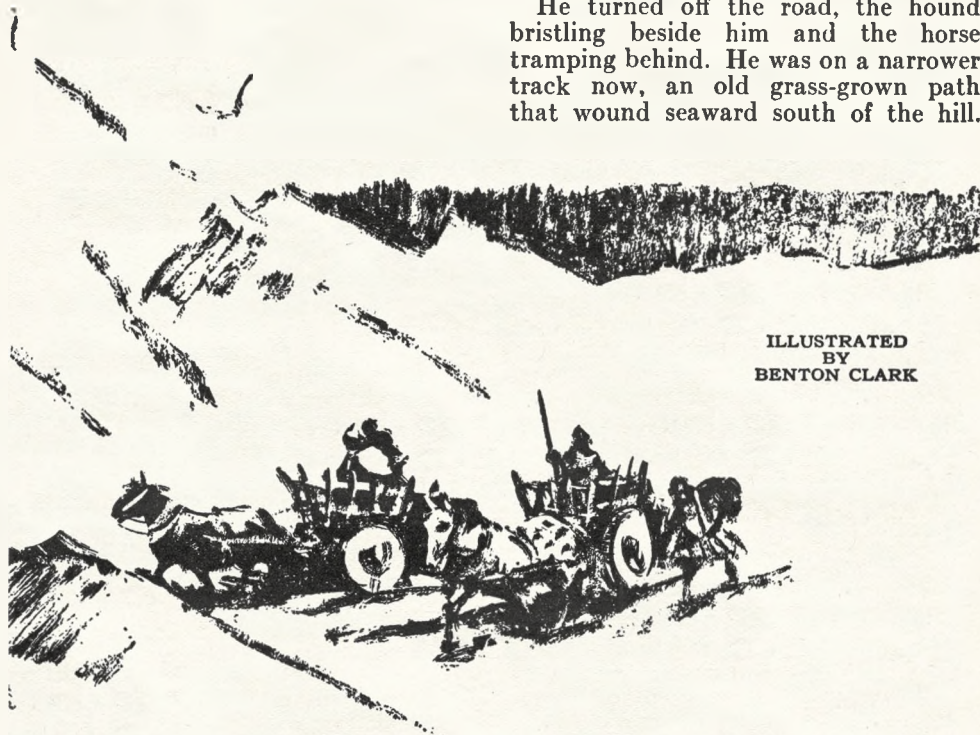 He turned off the road, the hound
bristling beside him and the horse
tramping behind. He was on a narrower
track now, an old grass-grown path
that wound seaward south of the hill.
ILLUSTRATED
BY
BENTON CLARK